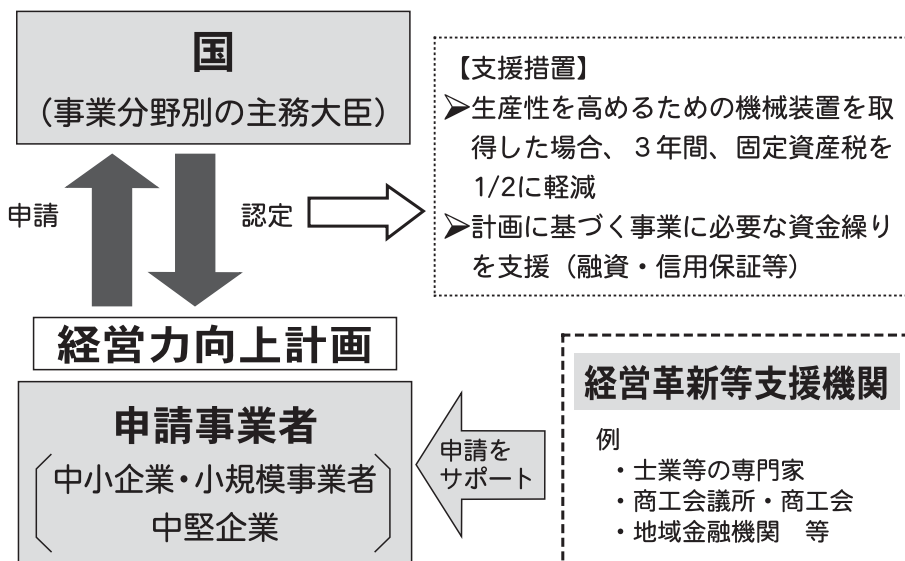 国
（事業分野別の主務大臣）
申請
認定
【支援措置】
➢生産性を高めるための機械装置を取
得した場合、３年間、固定資産税を
1/2に軽減
➢計画に基づく事業に必要な資金繰り
を支援（融資・信用保証等）
経営力向上計画
申請事業者
中小企業・小規模事業者
中堅企業
申請を
サポート
経営革新等支援機関
例
・士業等の専門家
・商工会議所・商工会
・地域金融機関　等